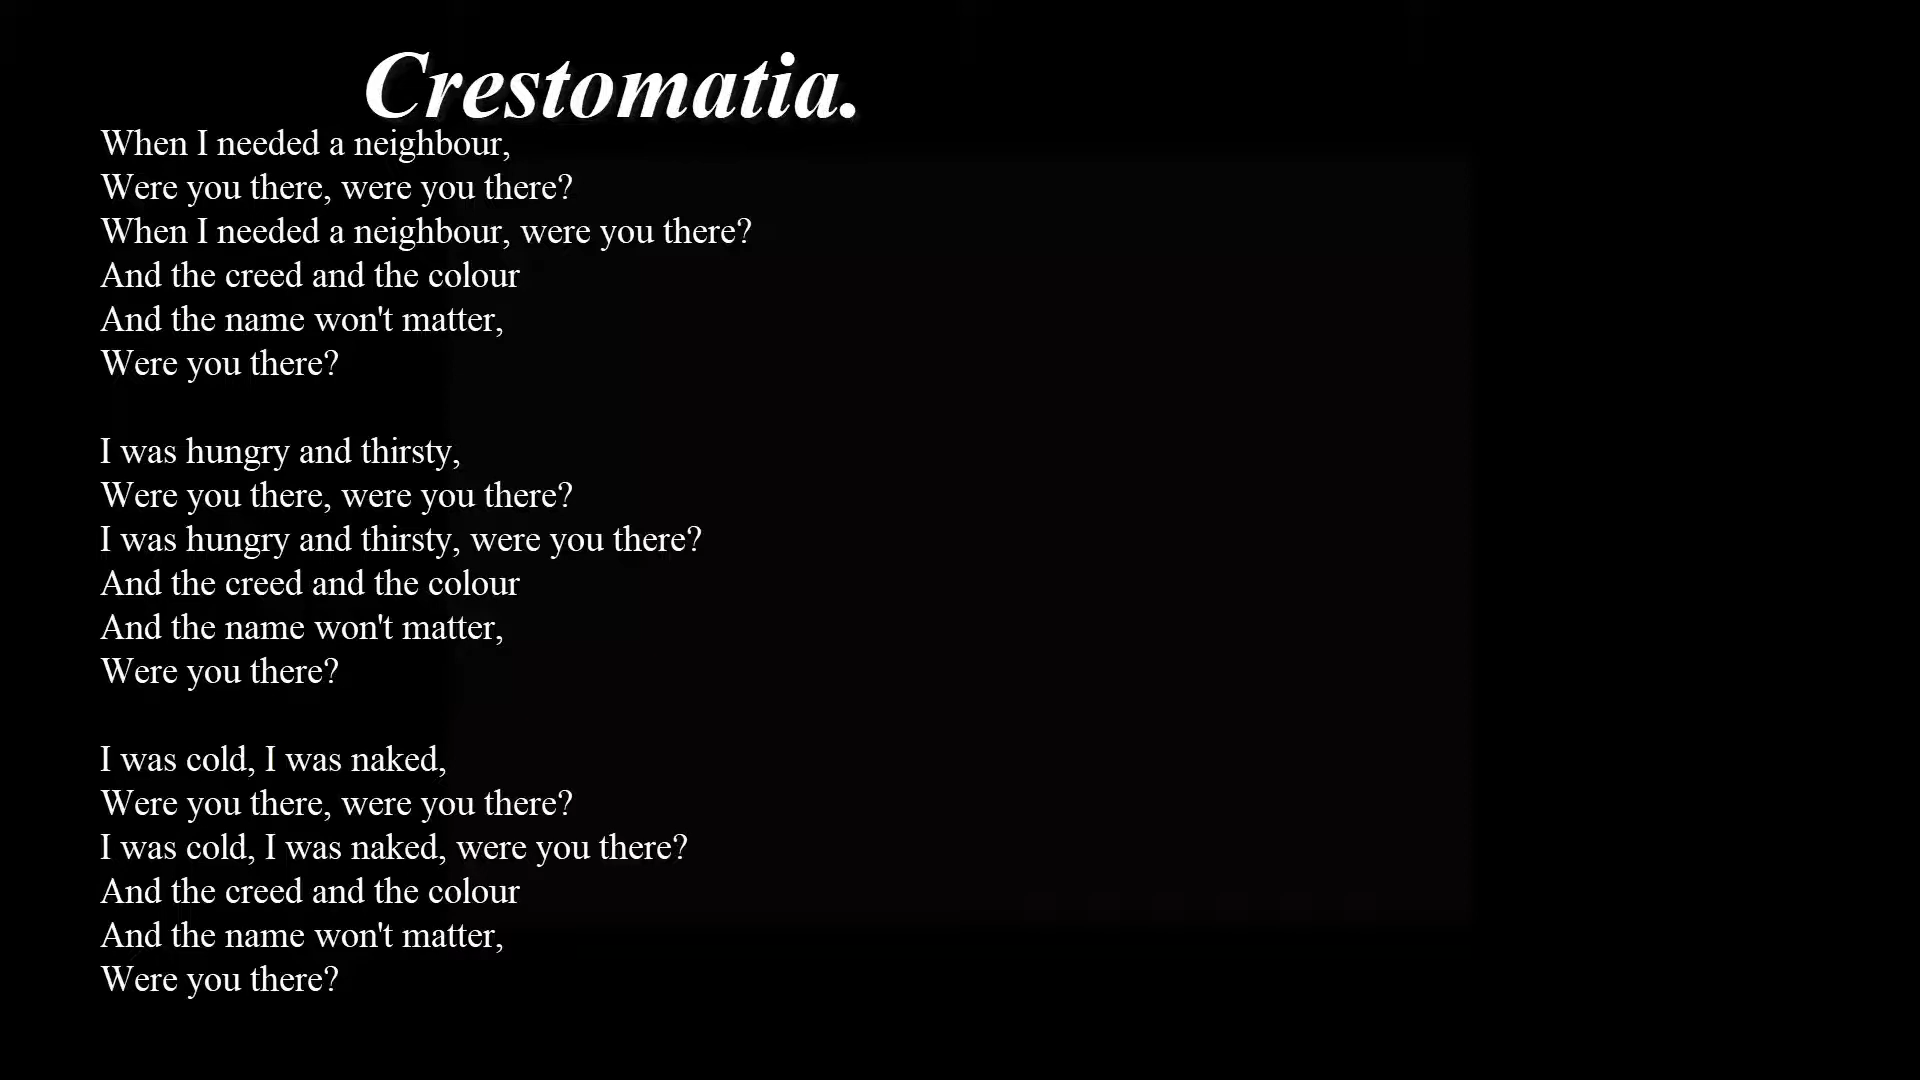 Crestomatia.
When I needed a neighbour,
Were you there, were you there?
When I needed a neighbour, were you there?
And the creed and the colour
And the name won't matter,
Were you there?
I was hungry and thirsty,
Were you there, were you there?
I was hungry and thirsty, were you there?
And the creed and the colour
And the name won't matter,
Were you there?
I was cold, I was naked,
Were you there, were you there?
I was cold, I was naked, were you there?
And the creed and the colour
And the name won't matter,
Were you there?